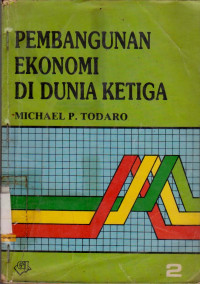 PEMBANGUNAN
EKONOMI
DI DUNIA KETIGA
MICHAEL P. TODARO
2